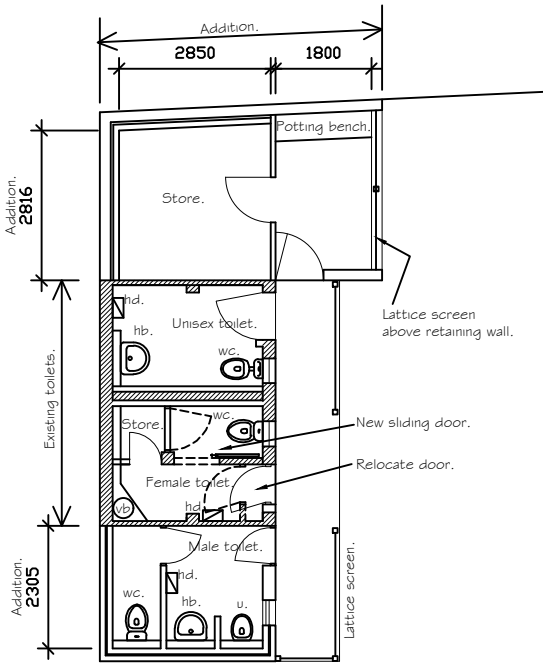 Addition.
2850
1800
Potting bench.
Addition.
2816
Store.
Lattice screen
above retaining wall.
hd.
Unisex toilet.
hb.
wc.
Existing toilets.
Store.
wc.
New sliding door.
Relocate door.
Female toilet.
vb
hd.
Male toilet.
Addition.
2305
hd.
wc.
hb.
u.
Lattice screen.